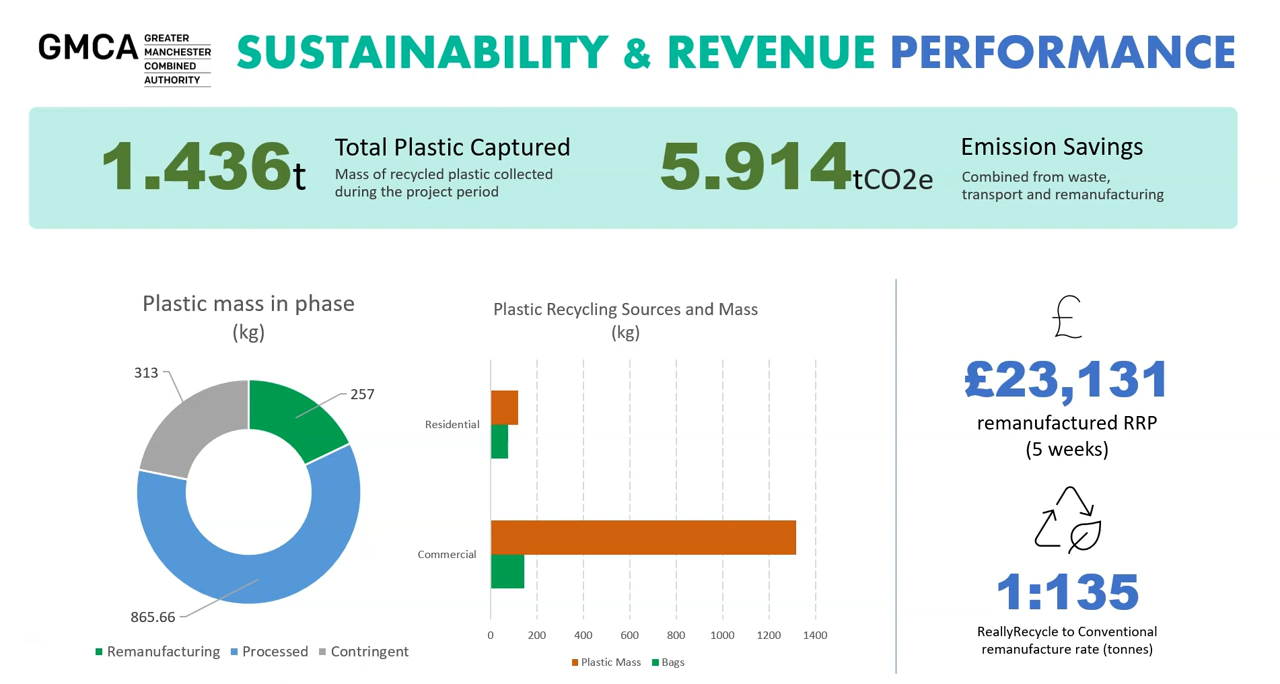 GMCA
GREATER
MANCHESTER
COMBINED
AUTHORITY
SUSTAINABILITY & REVENUE PERFORMANCE
1.436t
Total Plastic Captured
Mass of recycled plastic collected
during the project period
5.914tCO2e
Emission Savings
Combined from waste,
transport and remanufacturing
Plastic mass in phase
(kg)
313
257
865.66
Remanufacturing Processed Contingent
Plastic Recycling Sources and Mass
(kg)
Residential
Commercial
0 200 400 600 800 1000 1200 1400
Plastic Mass Bags
£
£23,131
remanufactured RRP
(5 weeks)
1:135
ReallyRecycle to Conventional
remanufacture rate (tonnes)